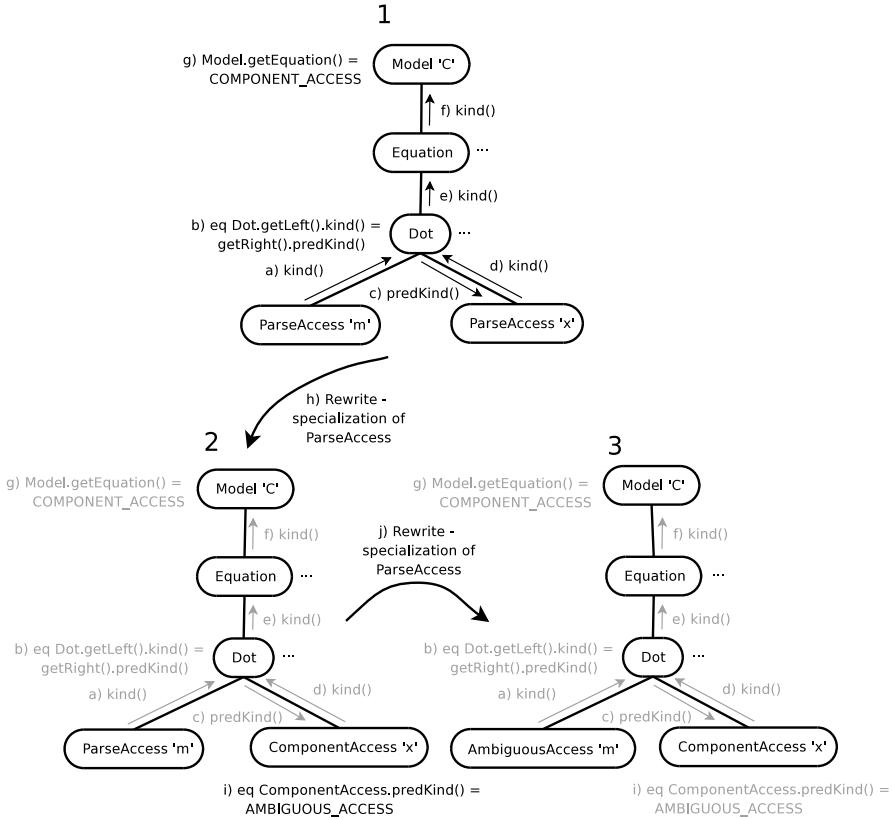 1
g) Model.getEquation() =
COMPONENT_ACCESS
Model 'C'
f) kind()
Equation
...
e) kind()
b) eq Dot.getLeft().kind() =
getRight().predKind()
Dot
...
a) kind()
d) kind()
c) predKind()
ParseAccess 'm'
ParseAccess 'x'
h) Rewrite -
specialization of
ParseAccess
2
g) Model.getEquation() =
COMPONENT_ACCESS
Model 'C'
f) kind()
Equation
...
e) kind()
b) eq Dot.getLeft().kind() =
getRight().predKind()
Dot
...
a) kind()
d) kind()
c) predKind()
ParseAccess 'm'
ComponentAccess 'x'
i) eq ComponentAccess.predKind() =
AMBIGUOUS_ACCESS
j) Rewrite -
specialization of
ParseAccess
3
g) Model.getEquation() =
COMPONENT_ACCESS
Model 'C'
f) kind()
Equation
...
e) kind()
b) eq Dot.getLeft().kind() =
getRight().predKind()
Dot
...
a) kind()
d) kind()
c) predKind()
AmbiguousAccess 'm'
ComponentAccess 'x'
i) eq ComponentAccess.predKind() =
AMBIGUOUS_ACCESS